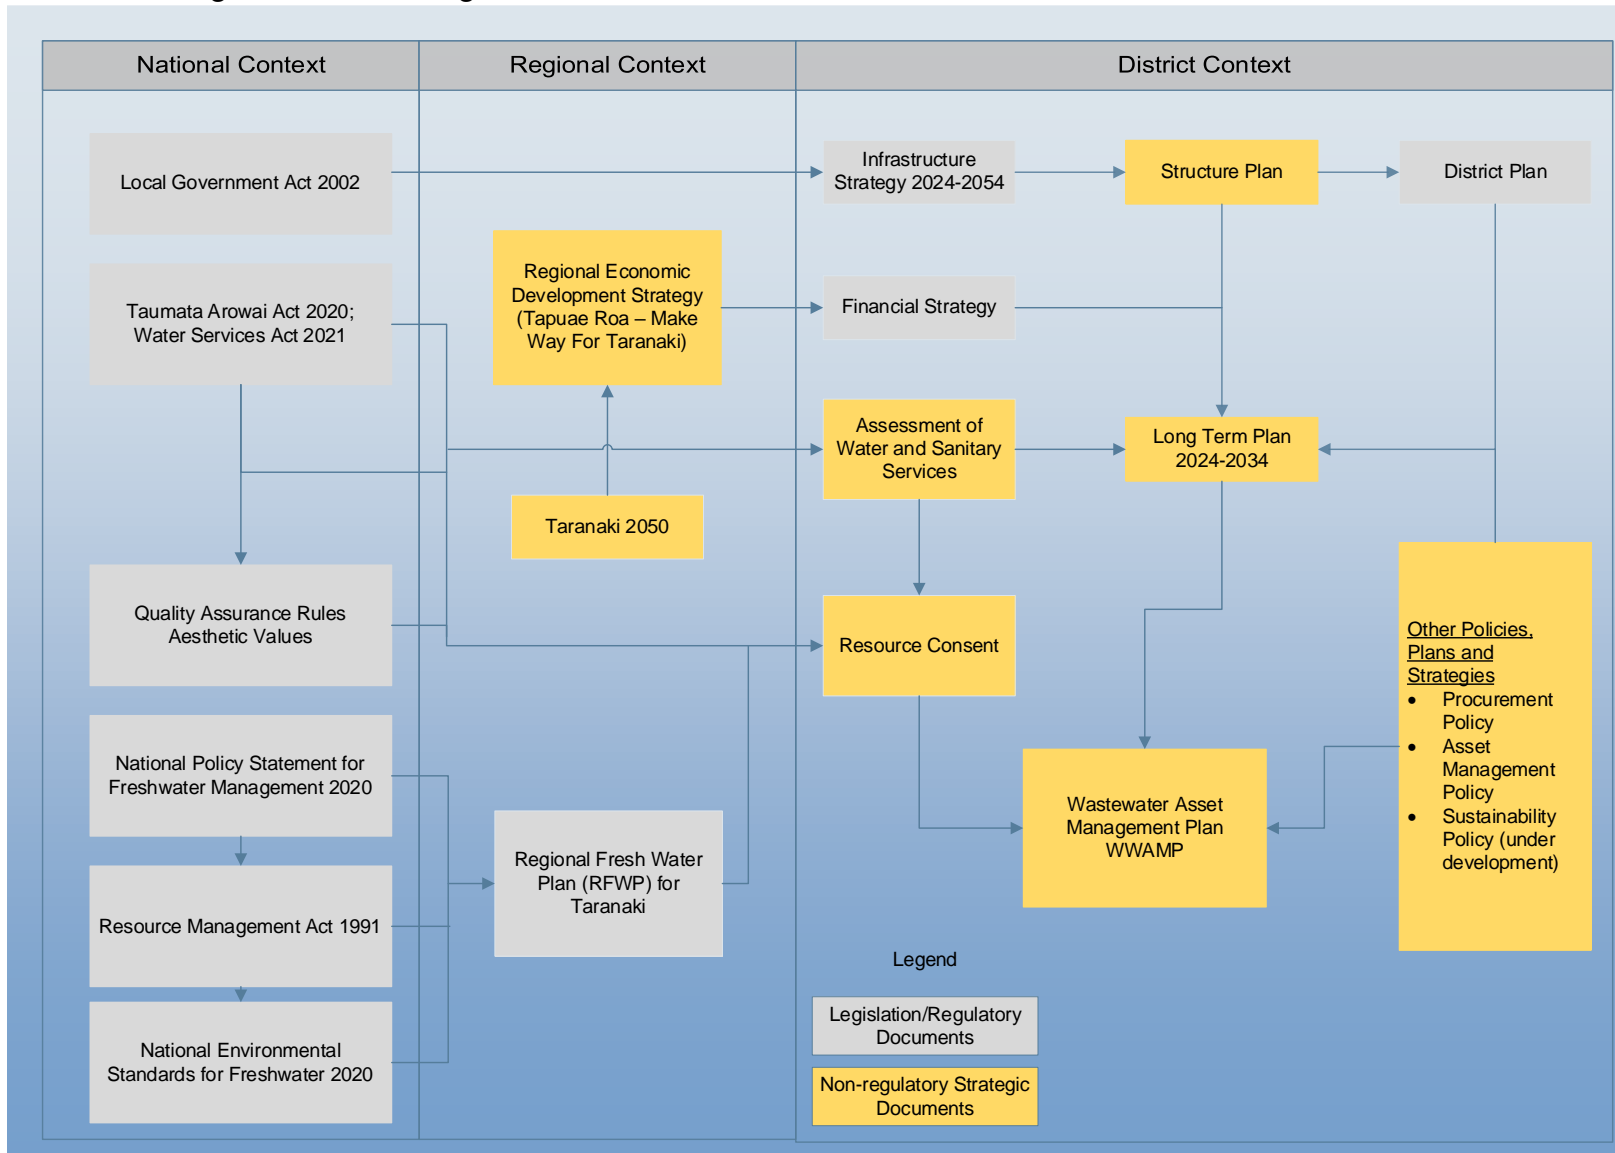 National Context
Regional Context
District Context
Local Government Act 2002
Infrastructure
Strategy 2024-2054
Structure Plan
District Plan
Taumata Arowai Act 2020;
Water Services Act 2021
Regional Economic
Development Strategy
(Tapuae Roa – Make
Way For Taranaki)
Financial Strategy
Assessment of
Water and Sanitary
Services
Long Term Plan
2024-2034
Taranaki 2050
Quality Assurance Rules
Aesthetic Values
Resource Consent
Other Policies,
Plans and
Strategies
• Procurement
Policy
• Asset
Management
Policy
• Sustainability
Policy (under
development)
National Policy Statement for
Freshwater Management 2020
Wastewater Asset
Management Plan
WWAMP
Regional Fresh Water
Plan (RFWP) for
Taranaki
Resource Management Act 1991
National Environmental
Standards for Freshwater 2020
Legend
Legislation/Regulatory
Documents
Non-regulatory Strategic
Documents